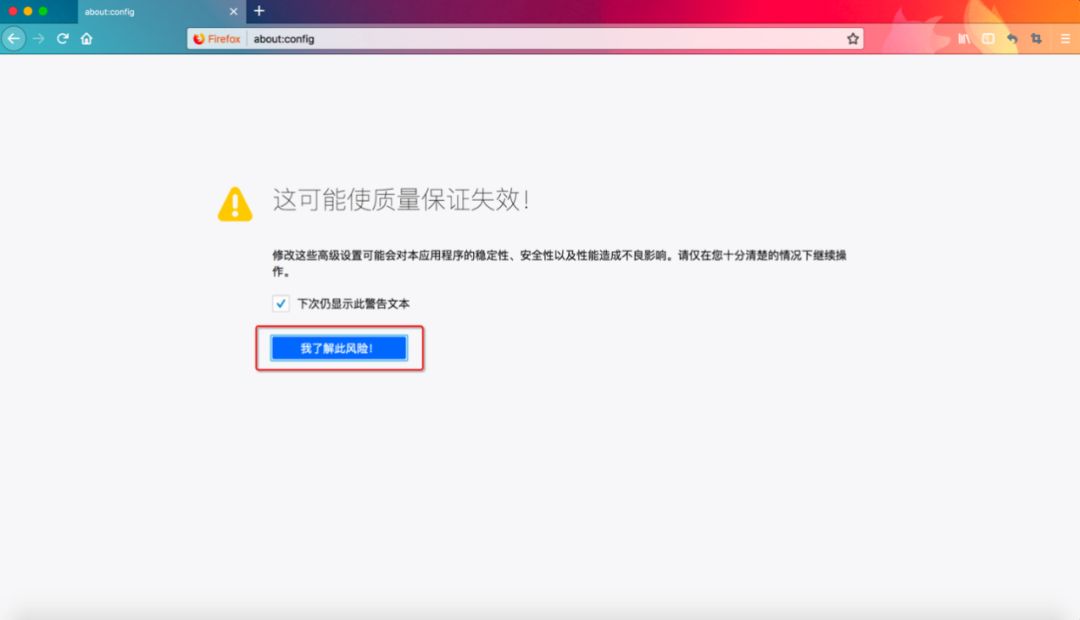 about:config
Firefox about:config
这可能使质量保证失效！
修改这些高级设置可能会对本应用程序的稳定性、安全性以及性能造成不良影响。请仅在您十分清楚的情况下继续操
作。
下次仍显示此警告文本
我了解此风险！